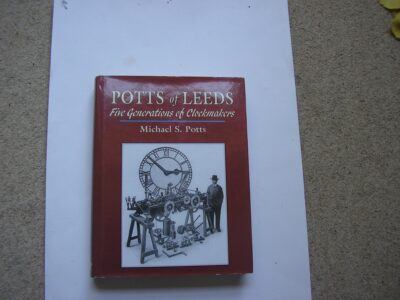 POTTS of LEEDS
Five Generations of Clockmakers
Michael S. Potts